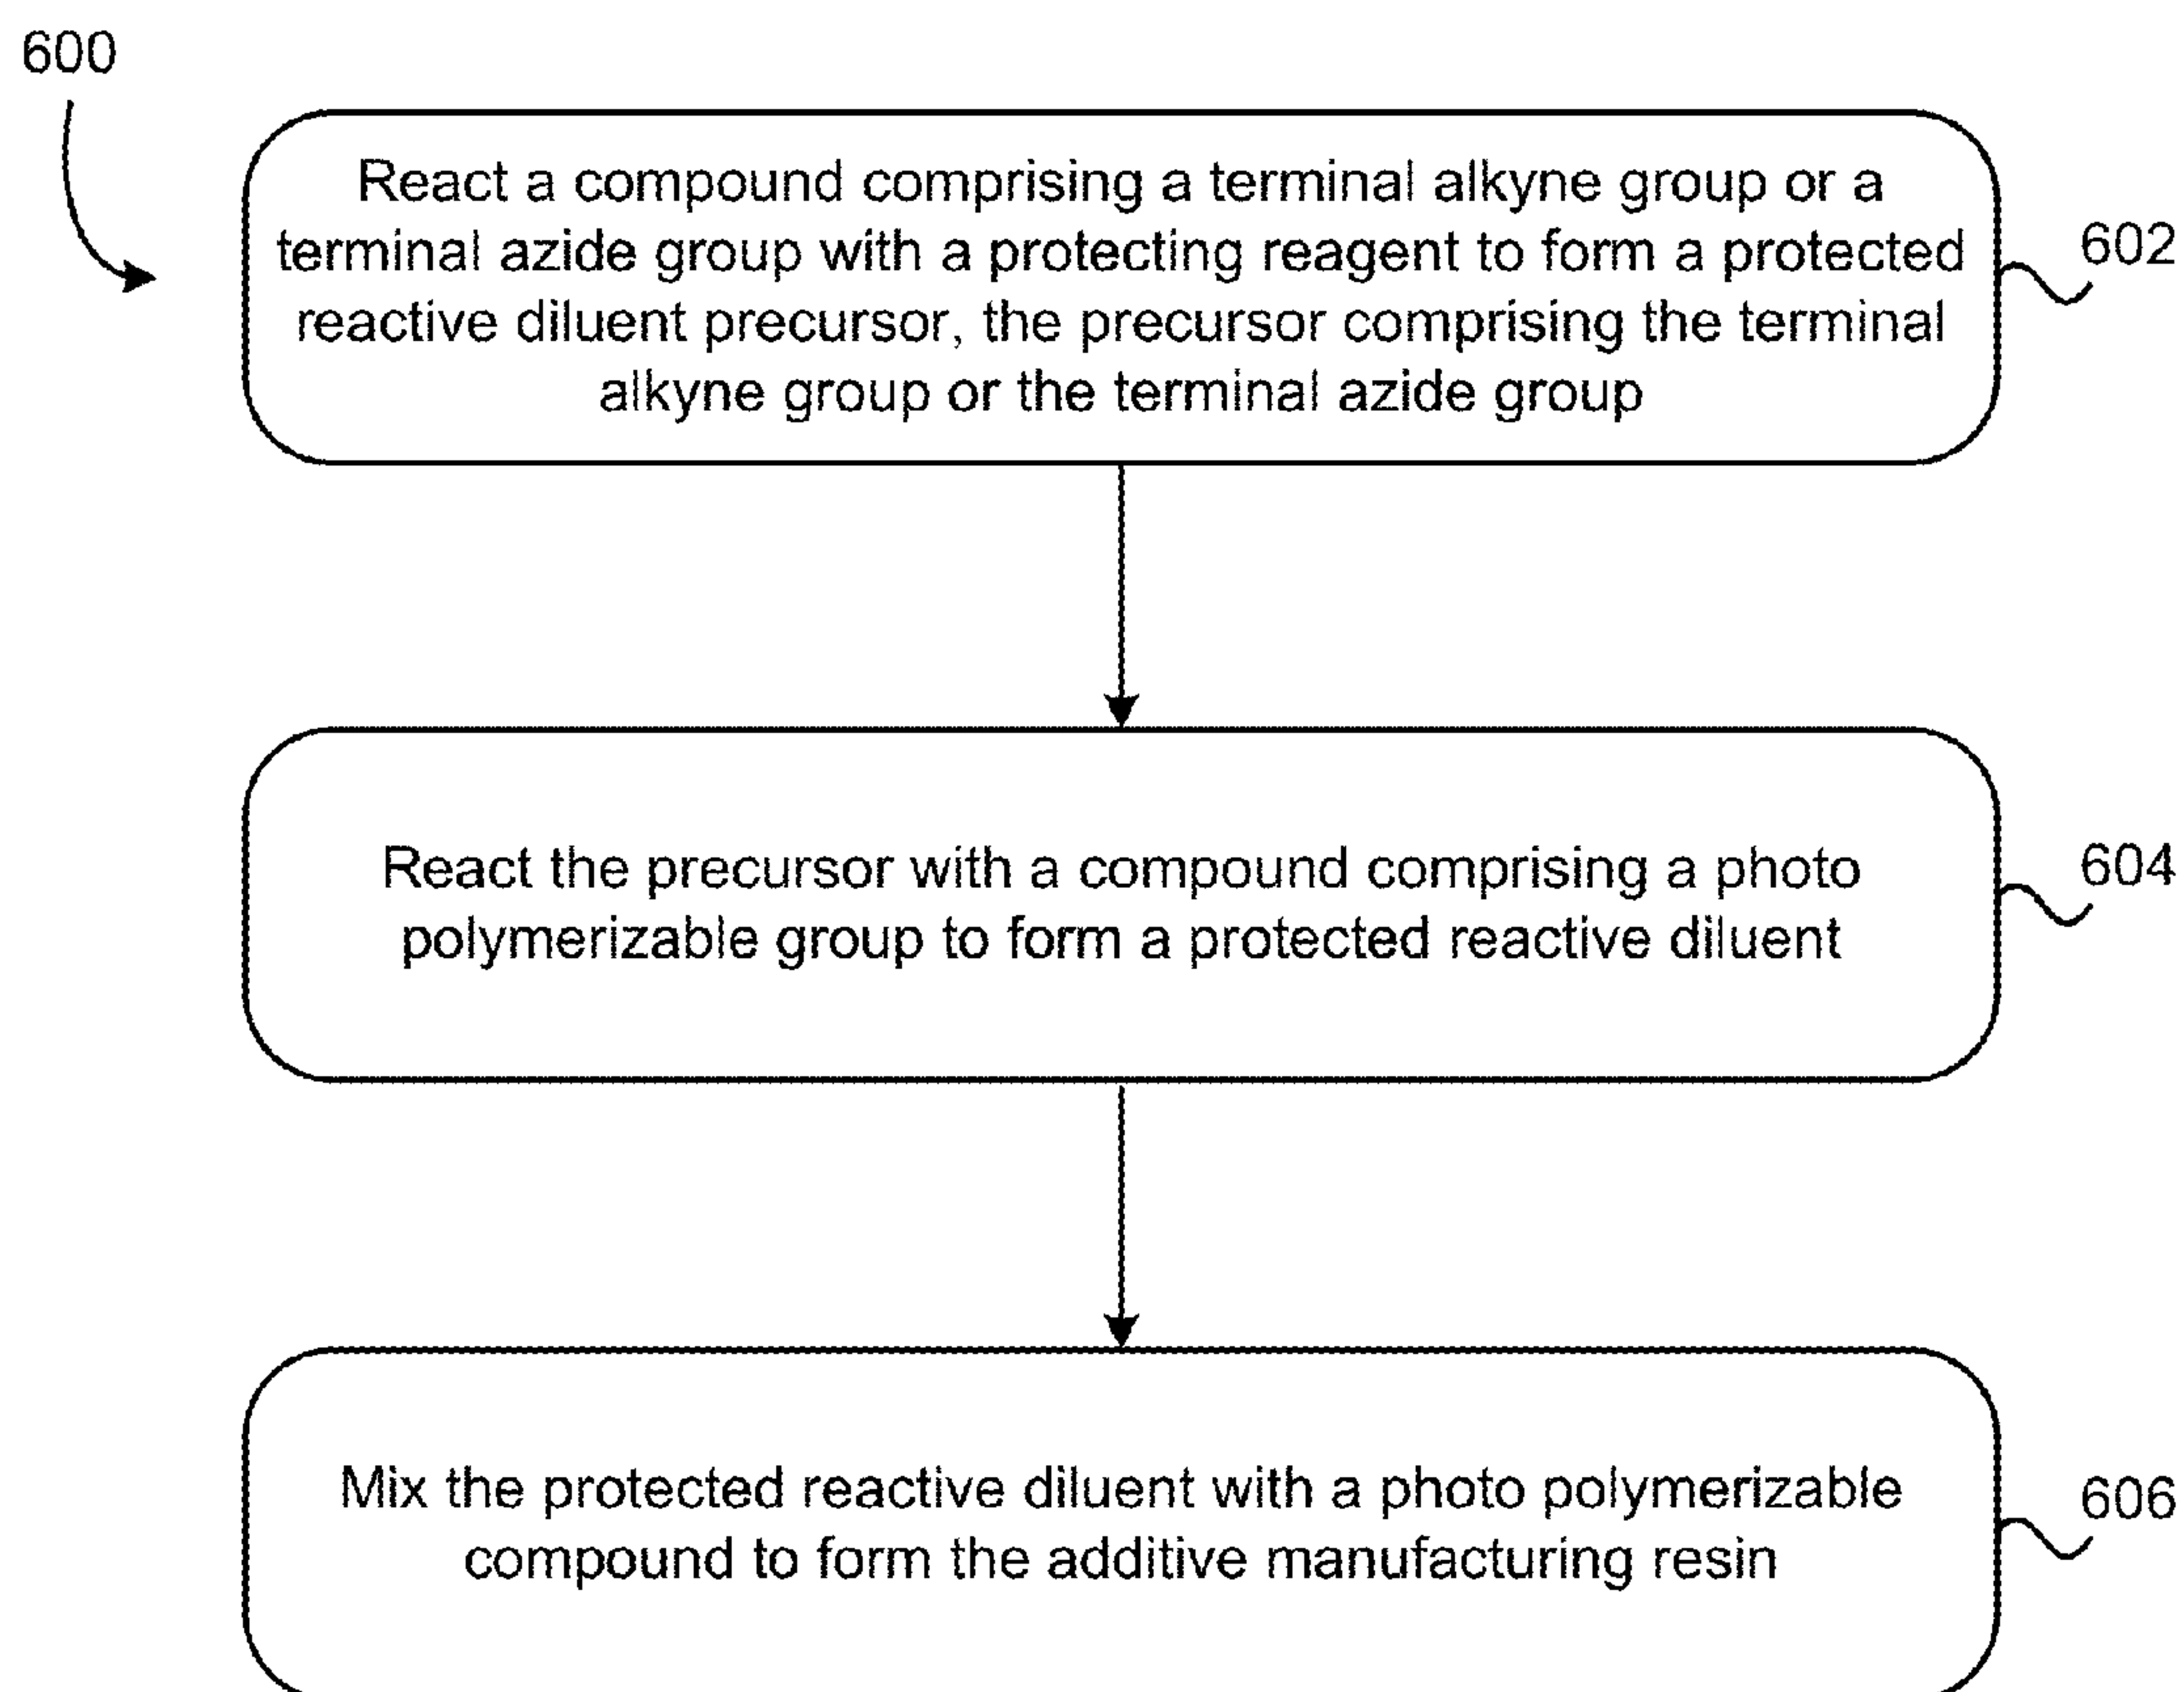 600
React a compound comprising a terminal alkyne group or a
terminal azide group with a protecting reagent to form a protected
reactive diluent precursor, the precursor comprising the terminal
alkyne group or the terminal azide group
602
React the precursor with a compound comprising a photo
polymerizable group to form a protected reactive diluent
604
Mix the protected reactive diluent with a photo polymerizable
compound to form the additive manufacturing resin
606